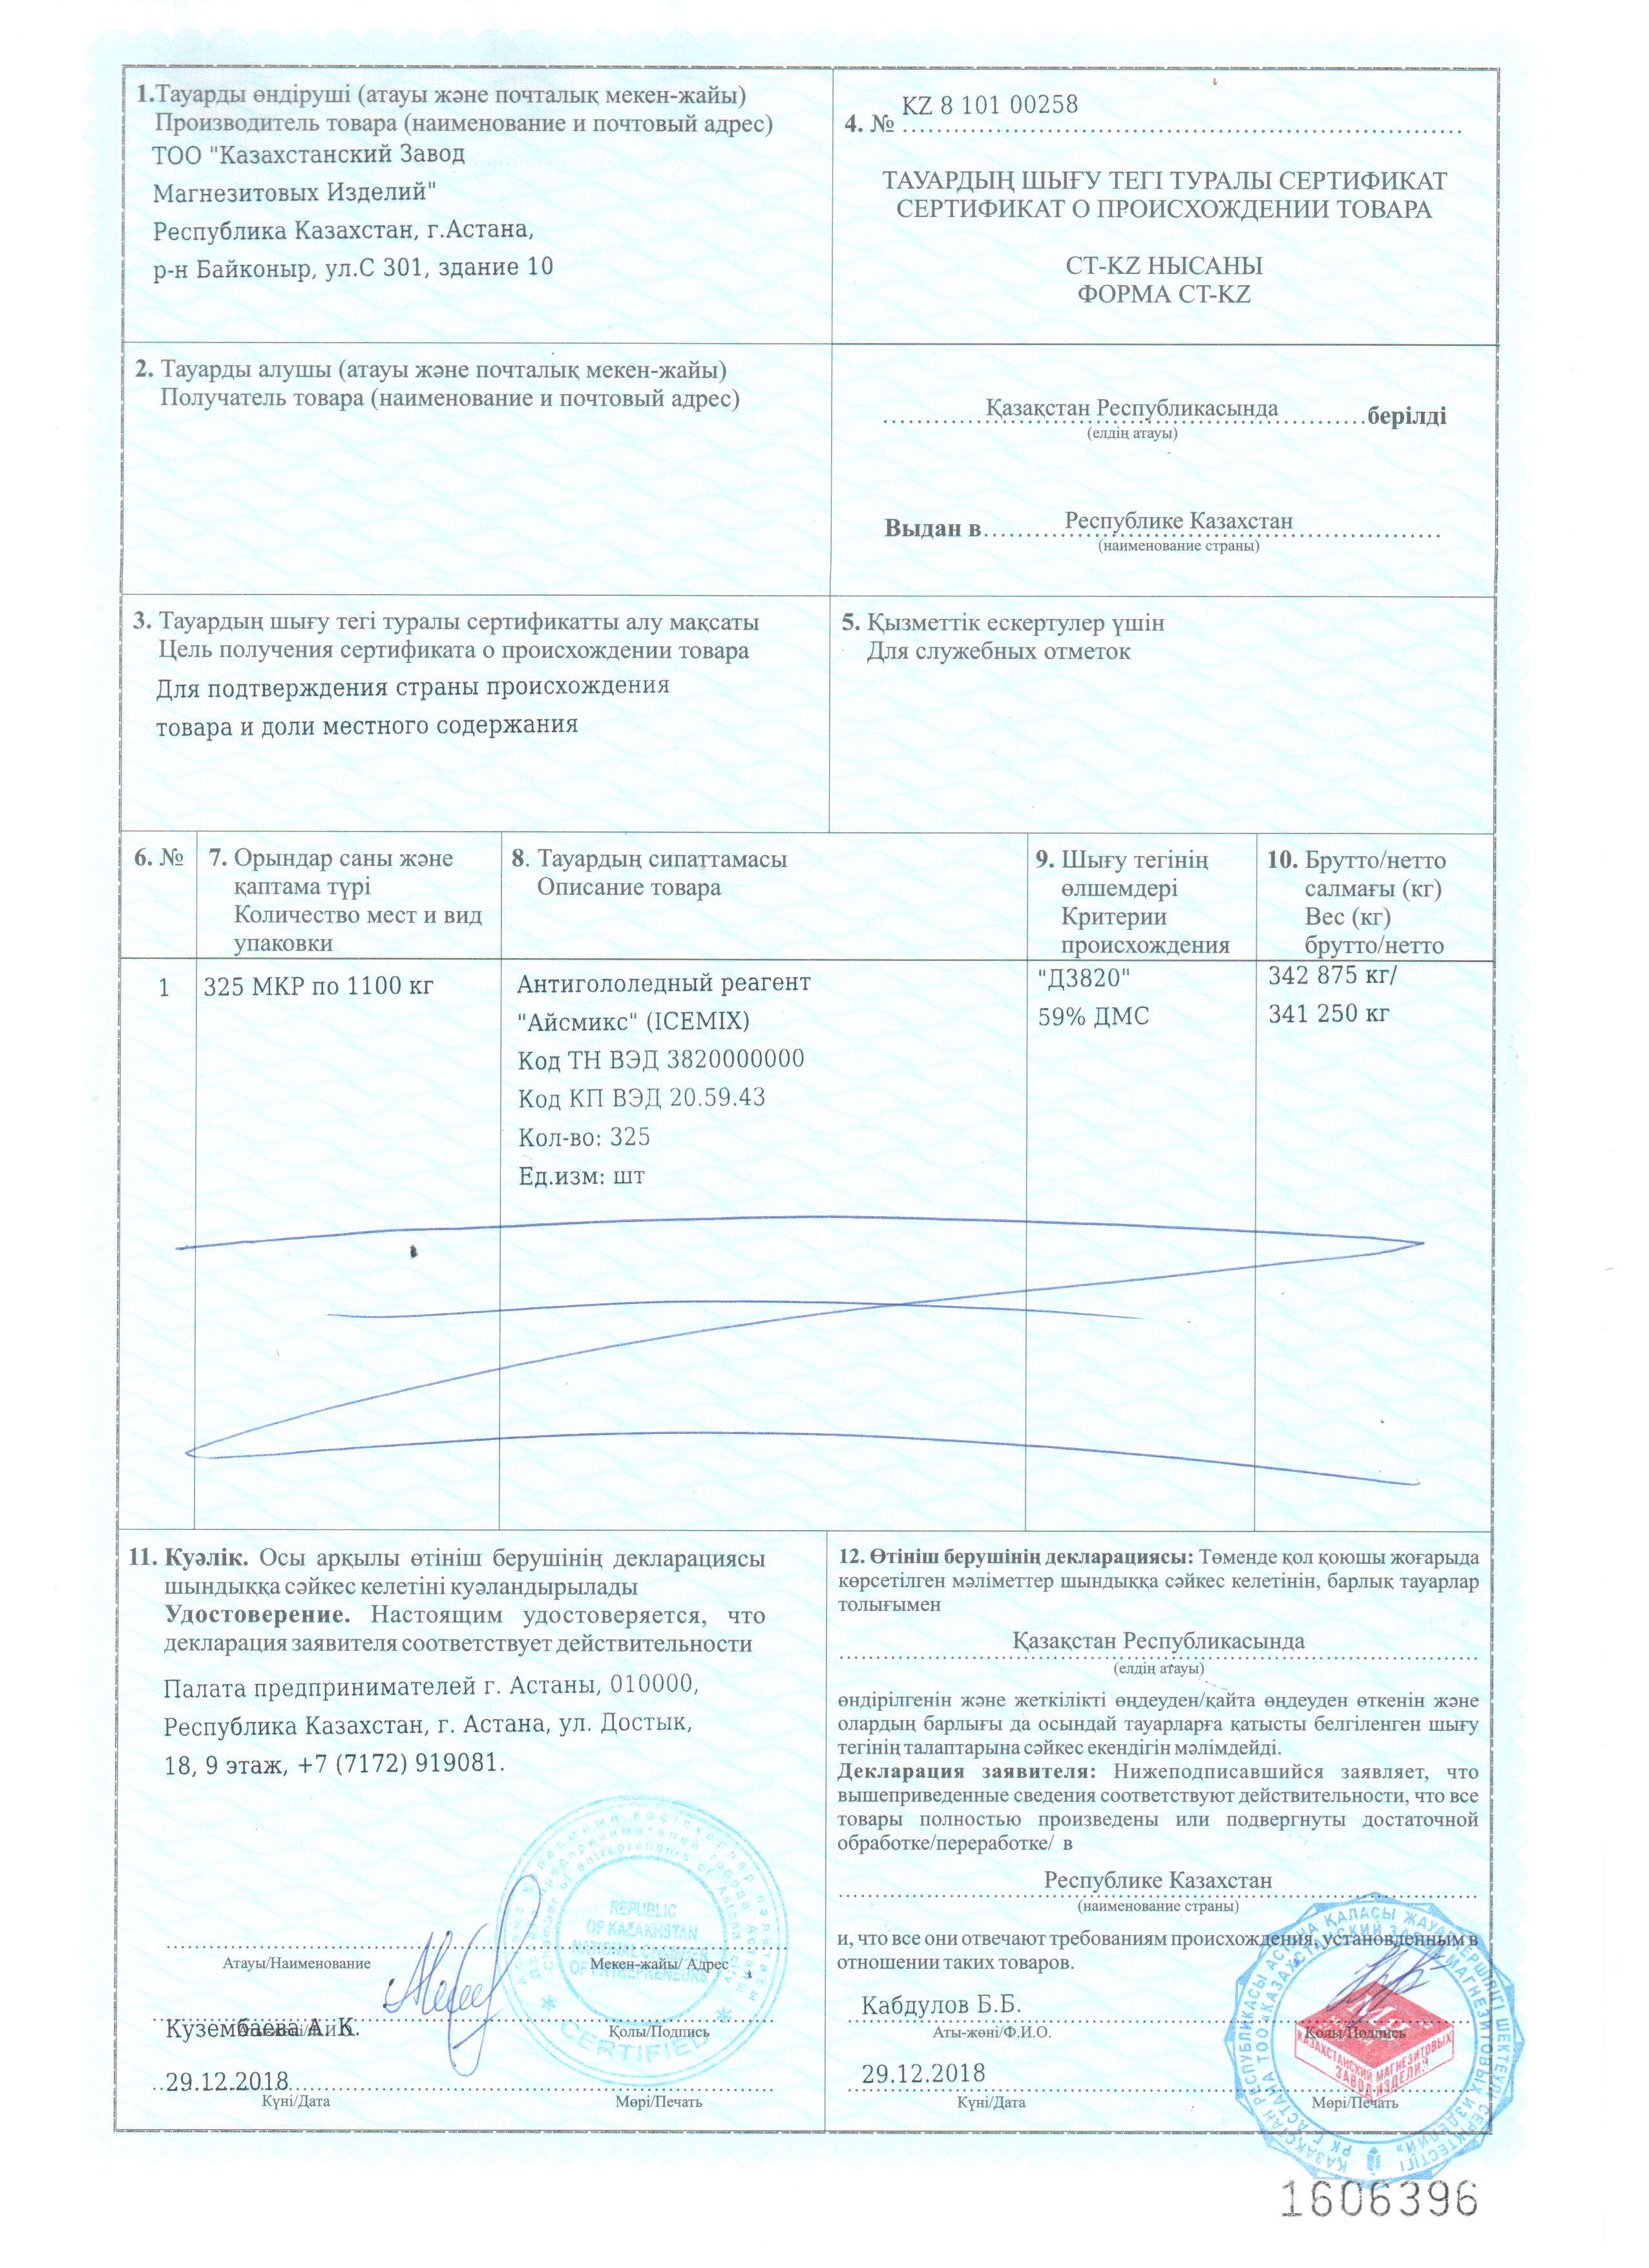 1.Тауарды өндіруші (атауы және почталық мекен-жайы)
Производитель товара (наименование и почтовый адрес)
ТОО "Казахстанский Завод
Магнезитовых Изделий"
Республика Казахстан, г.Астана,
р-н Байконыр, ул.С 301, здание 10
4. № KZ 8 101 00258
ТАУАРДЫҢ ШЫҒУ ТЕГІ ТУРАЛЫ СЕРТИФИКАТ
СЕРТИФИКАТ О ПРОИСХОЖДЕНИИ ТОВАРА
СТ-KZ НЫСАНЫ
ФОРМА СТ-KZ
2. Тауарды алушы (атауы және почталық мекен-жайы)
Получатель товара (наименование и почтовый адрес)
Қазақстан Республикасында берілді
(елдің атауы)
Выдан в Республике Казахстан
(наименование страны)
3. Тауардың шығу тегі туралы сертификатты алу мақсаты
Цель получения сертификата о происхождении товара
Для подтверждения страны происхождения
товара и доли местного содержания
5. Қызметтік ескертулер үшін
Для служебных отметок
6. №
7. Орындар саны және
қаптама түрі
Количество мест и вид
упаковки
8. Тауардың сипаттамасы
Описание товара
9. Шығу тегінің
өлшемдері
Критерии
происхождения
10. Брутто/нетто
салмағы (кг)
Вес (кг)
брутто/нетто
1
325 МКР по 1100 кг
Антигололедный реагент
"Айсмикс" (ICEMIX)
Код ТН ВЭД 3820000000
Код КП ВЭД 20.59.43
Кол-во: 325
Ед.изм: шт
"Д3820"
59% ДМС
342 875 кг/
341 250 кг
11. Куәлік. Осы арқылы өтініш берушінің декларациясы
шындыққа сәйкес келетіні куәландырылады
Удостоверение. Настоящим удостоверяется, что
декларация заявителя соответствует действительности
Палата предпринимателей г. Астаны, 010000,
Республика Казахстан, г. Астана, ул. Достык,
18, 9 этаж, +7 (7172) 919081.
REPUBLIC
OF KAZAKHSTAN
NATIONAL CHAMBER
OF ENTREPRENEURS
CERTIFIED
Атауы/Наименование
Мекен-жайы/ Адрес
Кузембаева А. К.
Қолы/Подпись
29.12.2018
Күні/Дата
Мөрі/Печать
12. Өтініш берушінің декларациясы: Төменде қол қоюшы жоғарыда
көрсетілген мәліметтер шындыққа сәйкес келетінін, барлық тауарлар
толығымен
Қазақстан Республикасында
(елдің атауы)
өндірілгенін және жеткілікті өңдеуден/қайта өңдеуден өткенін және
олардың барлығы да осындай тауарларға қатысты белгіленген шығу
тегінің талаптарына сәйкес екендігін мәлімдейді.
Декларация заявителя: Нижеподписавшийся заявляет, что
вышеприведенные сведения соответствуют действительности, что все
товары полностью произведены или подвергнуты достаточной
обработке/переработке/ в
Республике Казахстан
(наименование страны)
и, что все они отвечают требованиям происхождения, установленным в
отношении таких товаров.
Кабдулов Б.Б.
Аты-жөні/Ф.И.О.
Қолы/Подпись
КАЗАХСТАНСКИЙ МАГНЕЗИТОВЫХ
ЗАВОД ИЗДЕЛИЙ
29.12.2018
Күні/Дата
Мөрі/Печать
1606396